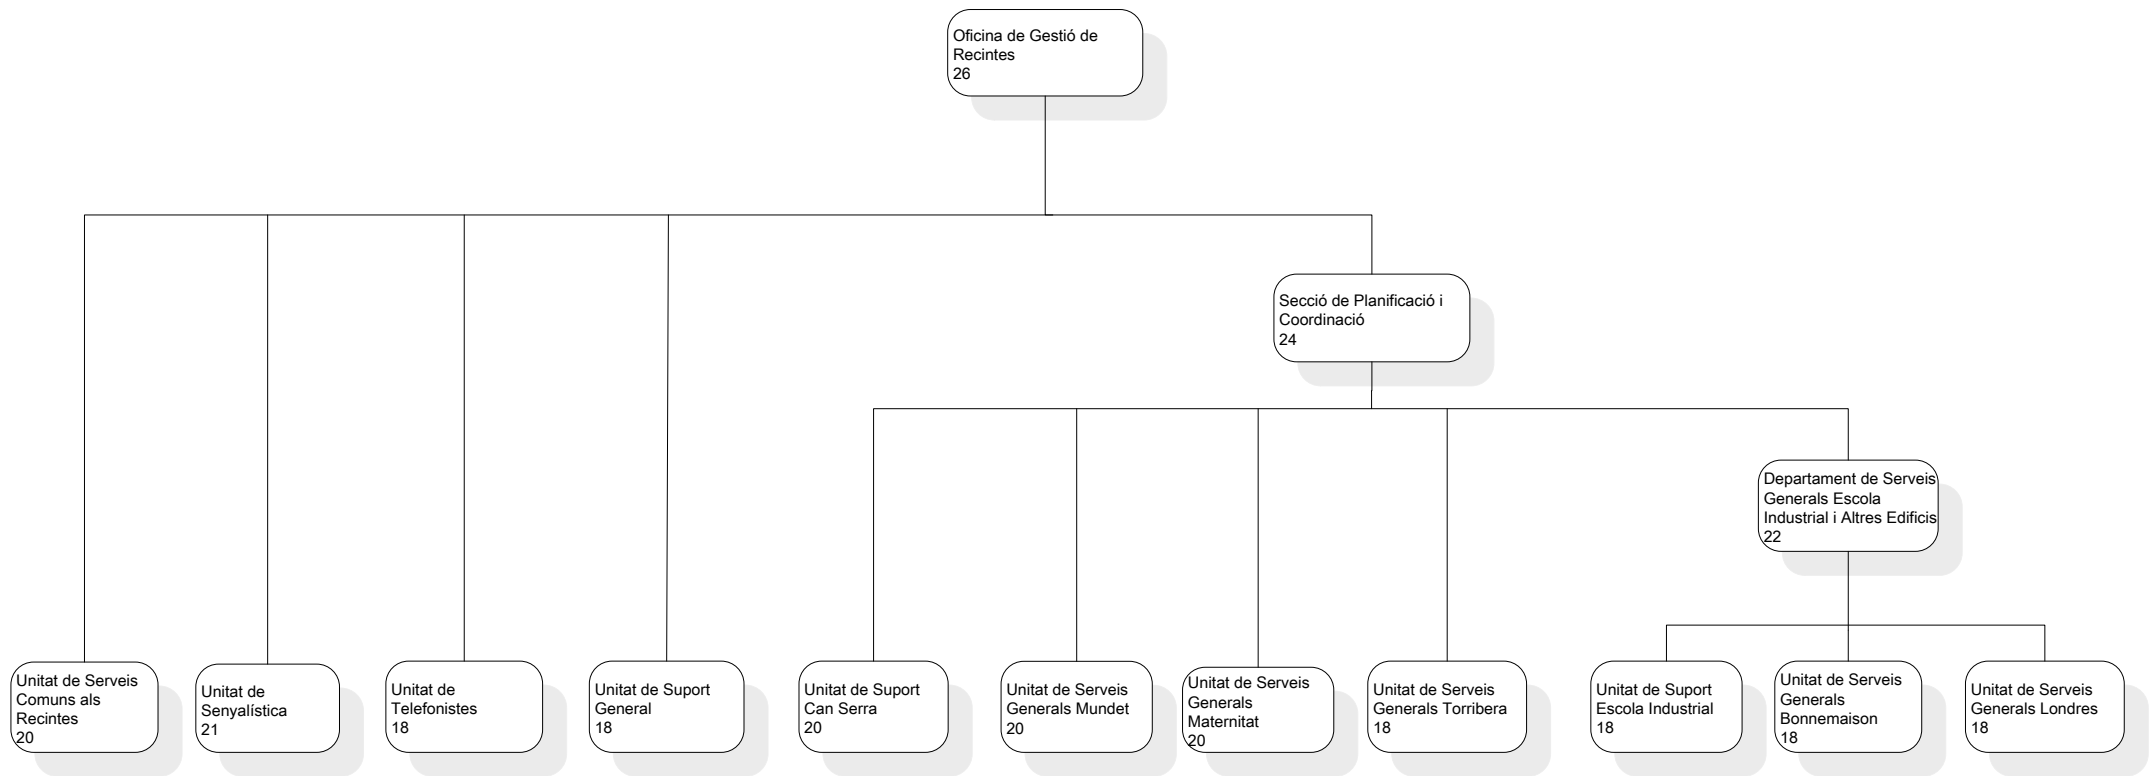 Oficina de Gestió de
Recintes
26
Secció de Planificació i
Coordinació
24
Departament de Serveis
Generals Escola
Industrial i Altres Edificis
22
Unitat de Serveis
Comuns als
Recintes
20
Unitat de
Senyalística
21
Unitat de
Telefonistes
18
Unitat de Suport
General
18
Unitat de Suport
Can Serra
20
Unitat de Serveis
Generals Mundet
20
Unitat de Serveis
Generals
Maternitat
20
Unitat de Serveis
Generals Torribera
18
Unitat de Suport
Escola Industrial
18
Unitat de Serveis
Generals
Bonnemaison
18
Unitat de Serveis
Generals Londres
18